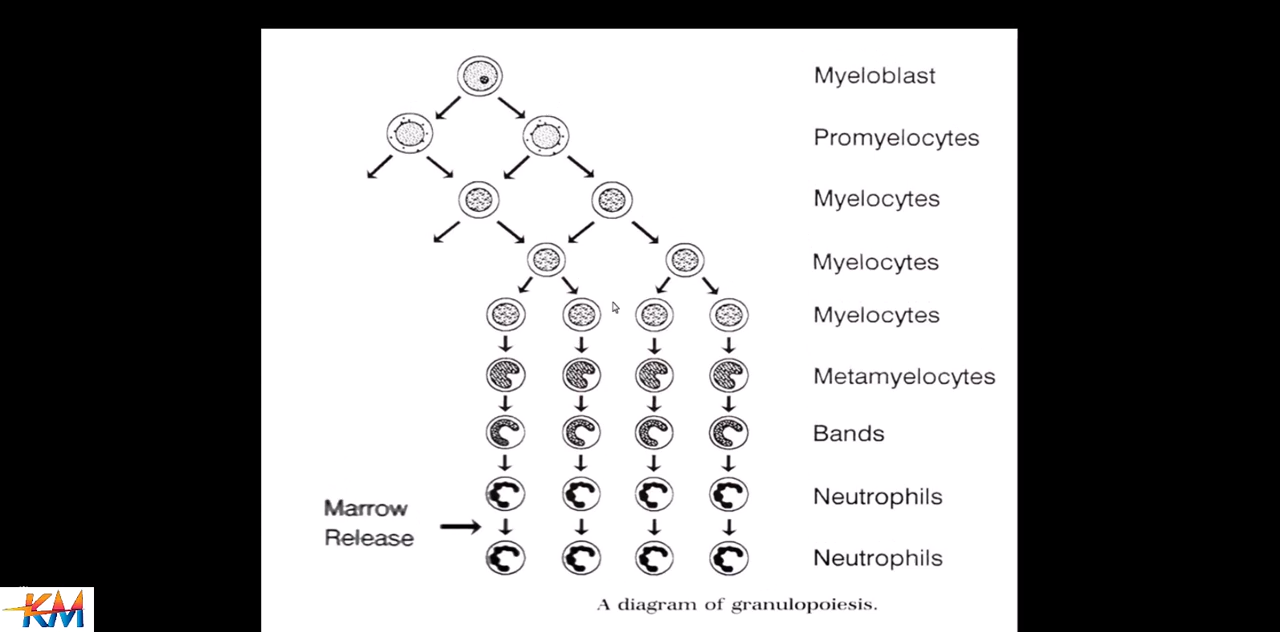 Myeloblast
Promyelocytes
Myelocytes
Myelocytes
Myelocytes
Metamyelocytes
Bands
Neutrophils
Marrow
Release
Neutrophils
A diagram of granulopoiesis.
KM